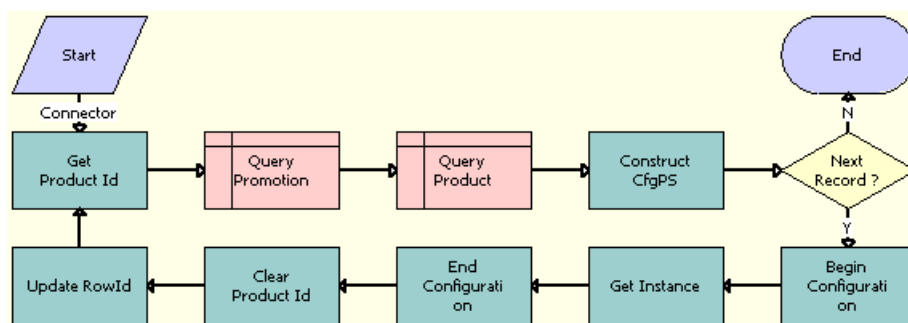 Start
End
Connector
N
Get
Product Id
Query
Promotion
Query
Product
Construct
CfgPS
Next
Record ?
Y
Update RowId
Clear
Product Id
End
Configurati
on
Get Instance
Begin
Configurati
on